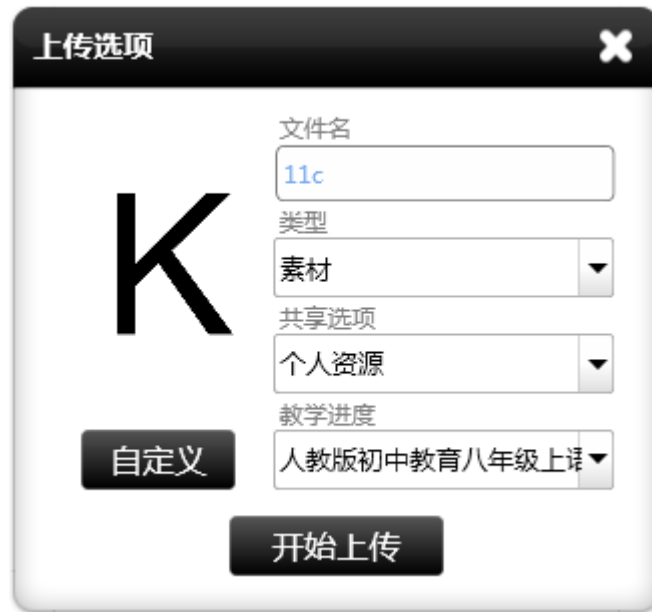 上传选项
文件名
11c
类型
素材
K
共享选项
个人资源
教学进度
人教版初中教育八年级上
自定义
开始上传